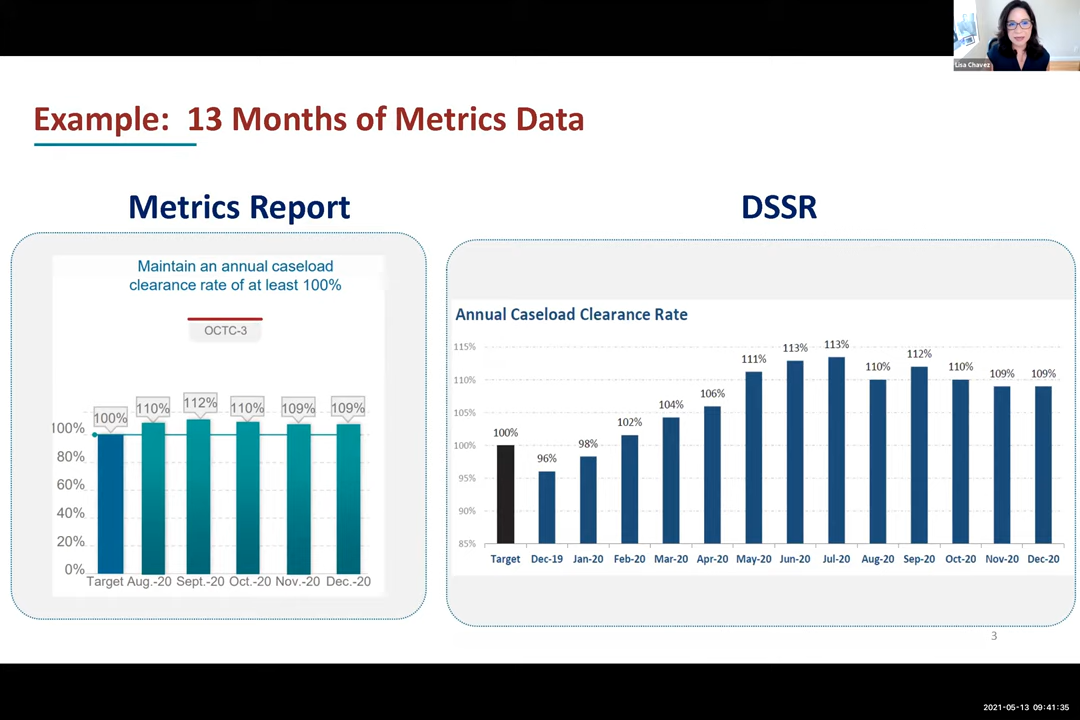 Lisa Chavez
Example: 13 Months of Metrics Data
Metrics Report
Maintain an annual caseload
clearance rate of at least 100%
OCTC-3
100% 110% 112% 110% 109% 109%
100%
80%
60%
40%
20%
0%
Target Aug.-20 Sept.-20 Oct.-20 Nov.-20 Dec.-20
DSSR
Annual Caseload Clearance Rate
115%
110%
105%
100%
95%
90%
85%
100% 96% 98% 102% 104% 106% 111% 113% 113% 110% 112% 110% 109% 109%
Target Dec-19 Jan-20 Feb-20 Mar-20 Apr-20 May-20 Jun-20 Jul-20 Aug-20 Sep-20 Oct-20 Nov-20 Dec-20
3
2021-05-13 09:41:35